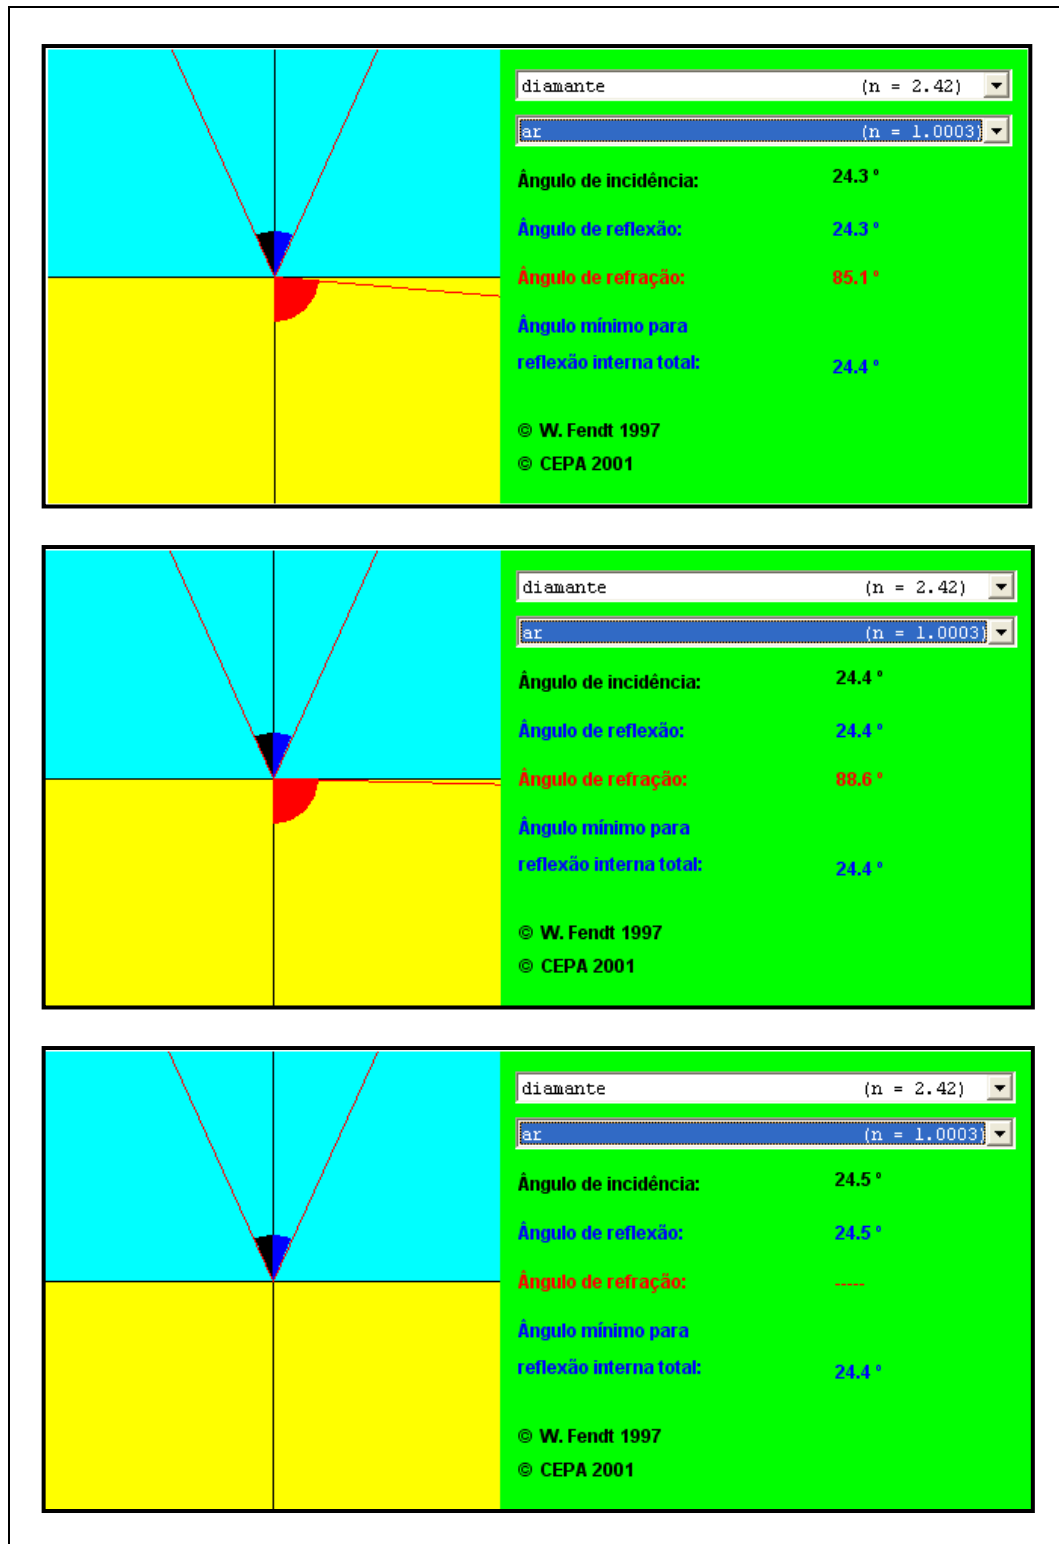 diamante (n = 2.42)
ar (n = 1.0003)
Ângulo de incidência: 24.3 º
Ângulo de reflexão: 24.3 º
Ângulo de refração: 85.1 º
Ângulo mínimo para
reflexão interna total: 24.4 º
© W. Fendt 1997
© CEPA 2001
diamante (n = 2.42)
ar (n = 1.0003)
Ângulo de incidência: 24.4 º
Ângulo de reflexão: 24.4 º
Ângulo de refração: 88.6 º
Ângulo mínimo para
reflexão interna total: 24.4 º
© W. Fendt 1997
© CEPA 2001
diamante (n = 2.42)
ar (n = 1.0003)
Ângulo de incidência: 24.5 º
Ângulo de reflexão: 24.5 º
Ângulo de refração: -----
Ângulo mínimo para
reflexão interna total: 24.4 º
© W. Fendt 1997
© CEPA 2001